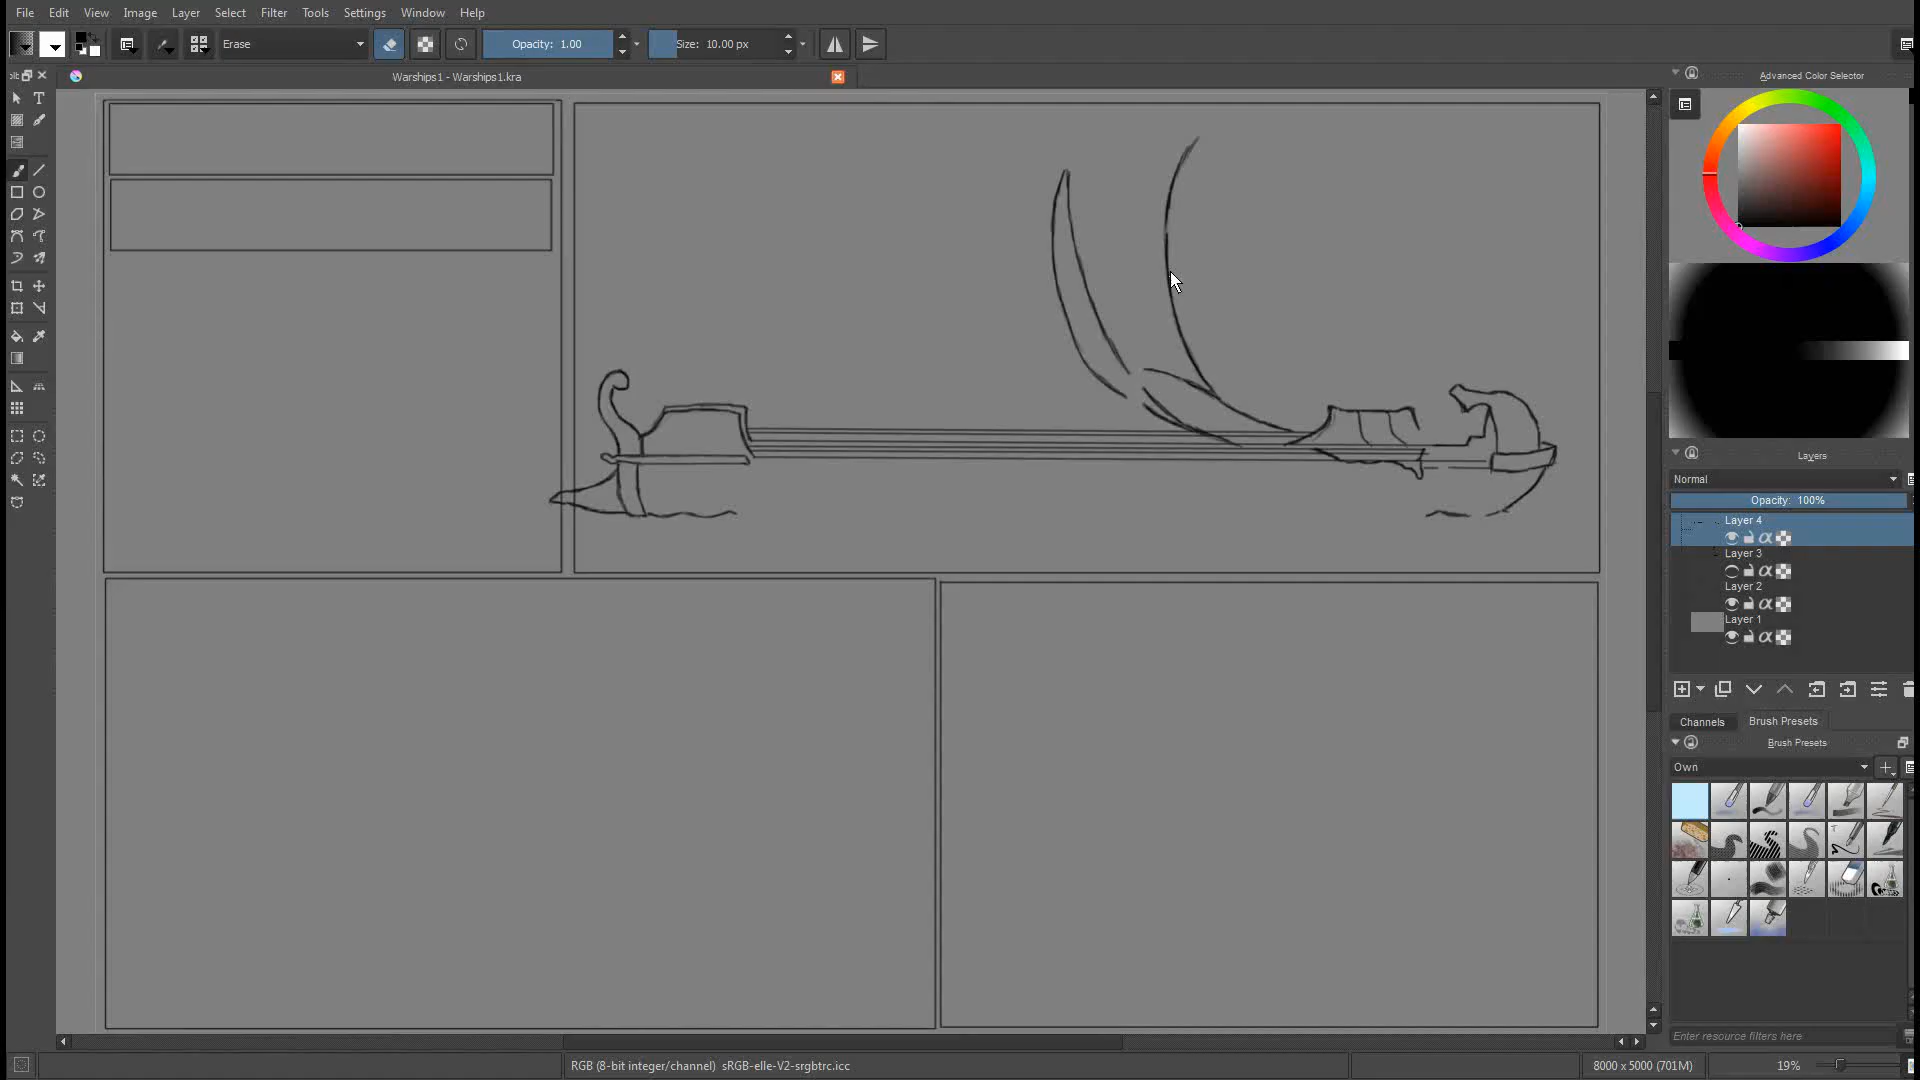 File Edit View Image Layer Select Filter Tools Settings Window Help
Erase Opacity: 1.00 Size: 10.00 px
Warships1 - Warships1.kra
Advanced Color Selector
Layers
Normal
Opacity: 100%
Layer 4
Layer 3
Layer 2
Layer 1
Channels Brush Presets
Brush Presets
Own
Enter resource filters here
RGB (8-bit integer/channel) sRGB-elle-V2-srgbtrc.icc 8000 x 5000 (701M) 19%